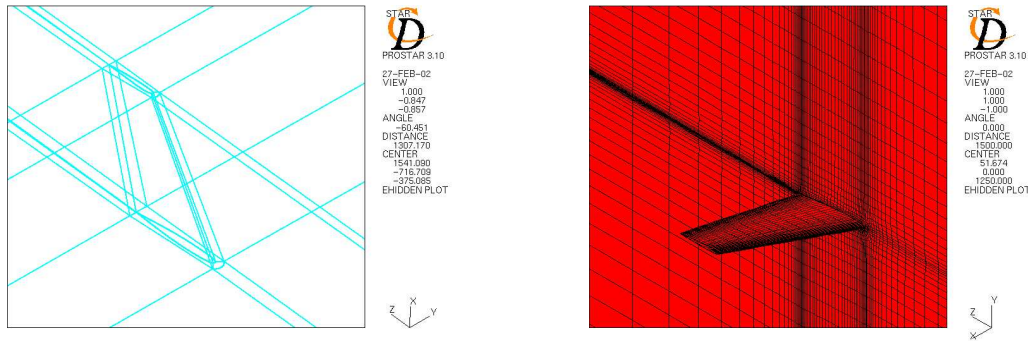 STAR
D
PROSTAR 3.10
27-FEB-02
VIEW
1.000
-0.847
-0.857
ANGLE
-60.451
DISTANCE
1307.170
CENTER
1541.090
-716.709
-375.085
EHIDDEN PLOT
X
Z
Y
STAR
D
PROSTAR 3.10
27-FEB-02
VIEW
1.000
1.000
-1.000
ANGLE
0.000
DISTANCE
1500.000
CENTER
51.674
0.000
1250.000
EHIDDEN PLOT
Y
Z
X